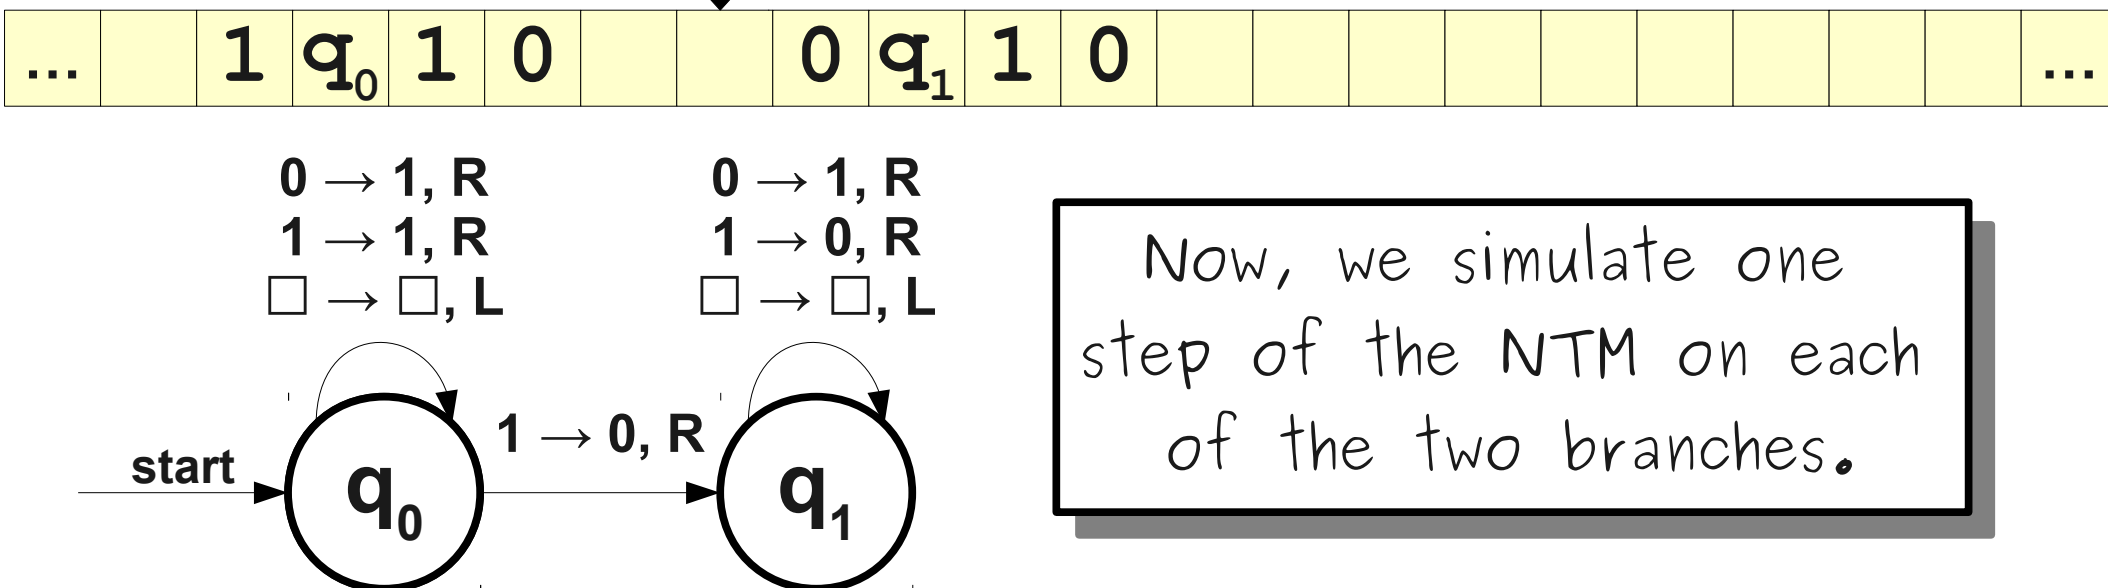 ... 1 q₀ 1 0 0 q₁ 1 0 ...
0 → 1, R
1 → 1, R
□ → □, L
0 → 1, R
1 → 0, R
□ → □, L
Now, we simulate one
step of the NTM on each
of the two branches.
start
q₀
1 → 0, R
q₁